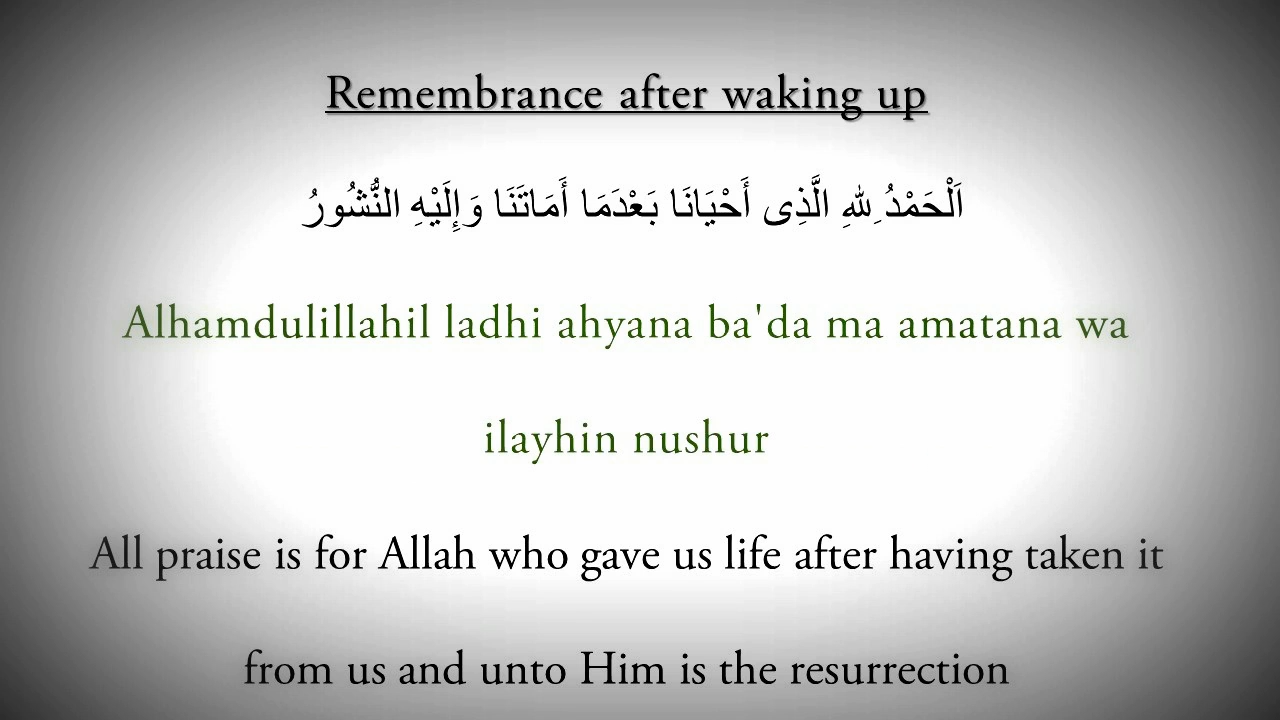 Remembrance after waking up
اَلْحَمْدُ ِللهِ الَّذِى أَحْيَانَا بَعْدَمَا أَمَاتَنَا وَإِلَيْهِ النُّشُورُ
Alhamdulillahil ladhi ahyana ba'da ma amatana wa
ilayhin nushur
All praise is for Allah who gave us life after having taken it
from us and unto Him is the resurrection